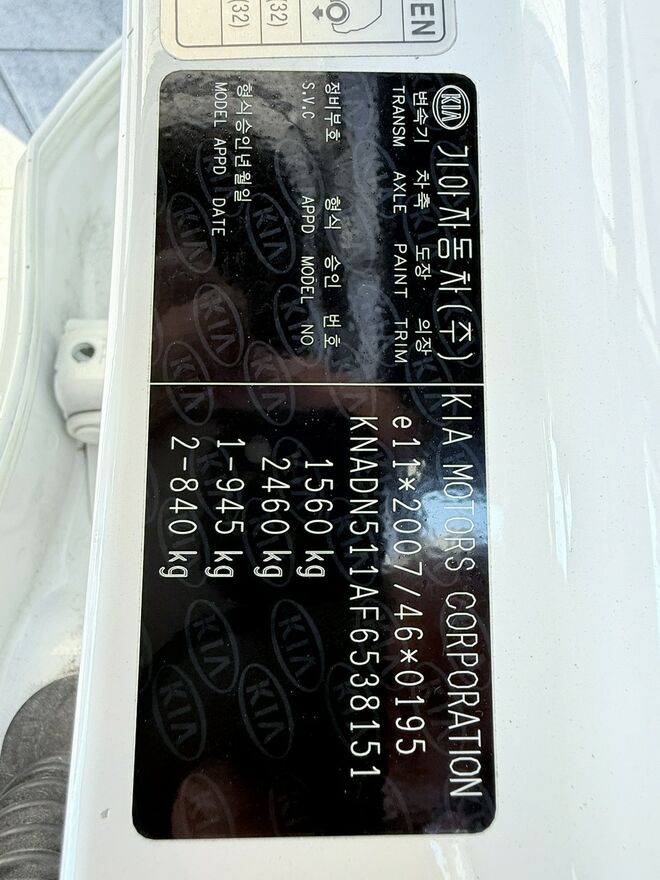 EN
(32)
(32)
KIA 기아자동차(주) KIA MOTORS CORPORATION
변속기 차축 도장 의장
TRANSM AXLE PAINT TRIM
e11*2007/46*0195
KNADN511AF6538151
정비부호 형식 승인 번호
S.V.C APPD MODEL NO.
1560 kg
2460 kg
형식승인년월일
MODEL APPD DATE
1-945 kg
2-840 kg